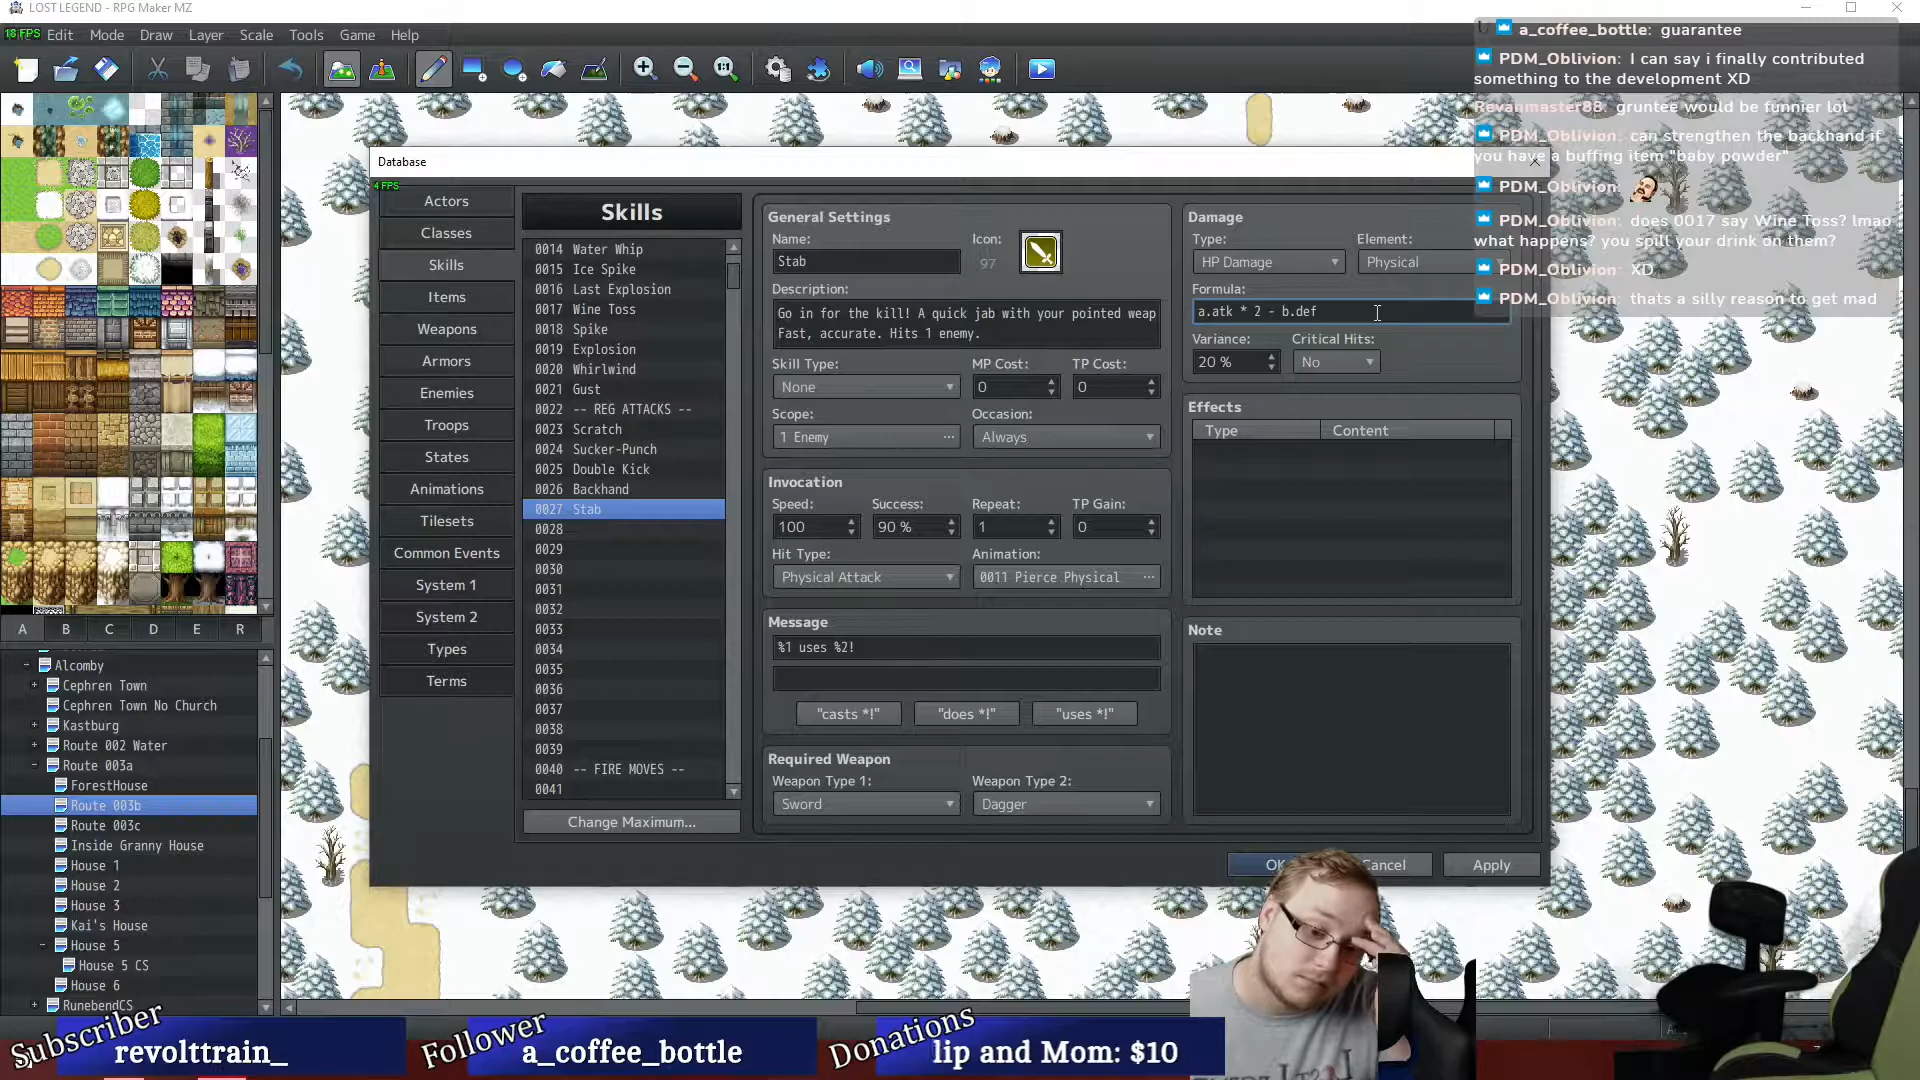 LOST LEGEND - RPG Maker MZ
18 FPS
Edit Mode Draw Layer Scale Tools Game Help
a_coffee_bottle: guarantee
PDM_Oblivion: I can say i finally contributed
something to the development XD
Revanmaster88: gruntee would be funnier lol
PDM_Oblivion: can strengthen the backhand if
you have a buffing item "baby powder"
PDM_Oblivion:
PDM_Oblivion: does 0017 say Wine Toss? lmao
what happens? you spill your drink on them?
PDM_Oblivion: XD
PDM_Oblivion: thats a silly reason to get mad
Database
4 FPS
Actors
Classes
Skills
Items
Weapons
Armors
Enemies
Troops
States
Animations
Tilesets
Common Events
System 1
System 2
Types
Terms
Skills
0014 Water Whip
0015 Ice Spike
0016 Last Explosion
0017 Wine Toss
0018 Spike
0019 Explosion
0020 Whirlwind
0021 Gust
0022 -- REG ATTACKS --
0023 Scratch
0024 Sucker-Punch
0025 Double Kick
0026 Backhand
0027 Stab
0028
0029
0030
0031
0032
0033
0034
0035
0036
0037
0038
0039
0040 -- FIRE MOVES --
0041
Change Maximum...
General Settings
Name: Icon:
Stab 97
Description:
Go in for the kill! A quick jab with your pointed weap
Fast, accurate. Hits 1 enemy.
Skill Type: MP Cost: TP Cost:
None 0 0
Scope: Occasion:
1 Enemy ... Always
Invocation
Speed: Success: Repeat: TP Gain:
100 90 % 1 0
Hit Type: Animation:
Physical Attack 0011 Pierce Physical ...
Message
%1 uses %2!
"casts *!" "does *!" "uses *!"
Required Weapon
Weapon Type 1: Weapon Type 2:
Sword Dagger
Damage
Type: Element:
HP Damage Physical
Formula:
a.atk * 2 - b.def
Variance: Critical Hits:
20 % No
Effects
Type Content
Note
OK Cancel Apply
A B C D E R
Alcomby
Cephren Town
Cephren Town No Church
Kastburg
Route 002 Water
Route 003a
ForestHouse
Route 003b
Route 003c
Inside Granny House
House 1
House 2
House 3
Kai's House
House 5
House 5 CS
House 6
RunebendCS
Subscriber
revolttrain_
Follower
a_coffee_bottle
Donations
lip and Mom: $10